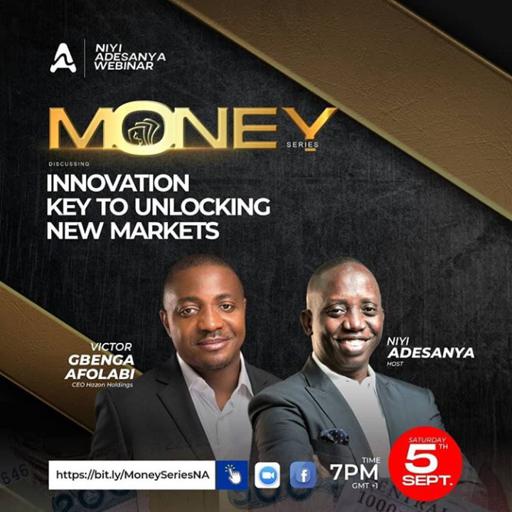 NIYI
ADESANYA
WEBINAR
MONEY
SERIES
DISCUSSING
INNOVATION
KEY TO UNLOCKING
NEW MARKETS
VICTOR
GBENGA
AFOLABI
CEO Hazon Holdings
NIYI
ADESANYA
HOST
https://bit.ly/MoneySeriesNA
TIME
7PM
GMT +1
SATURDAY
5TH
SEPT.